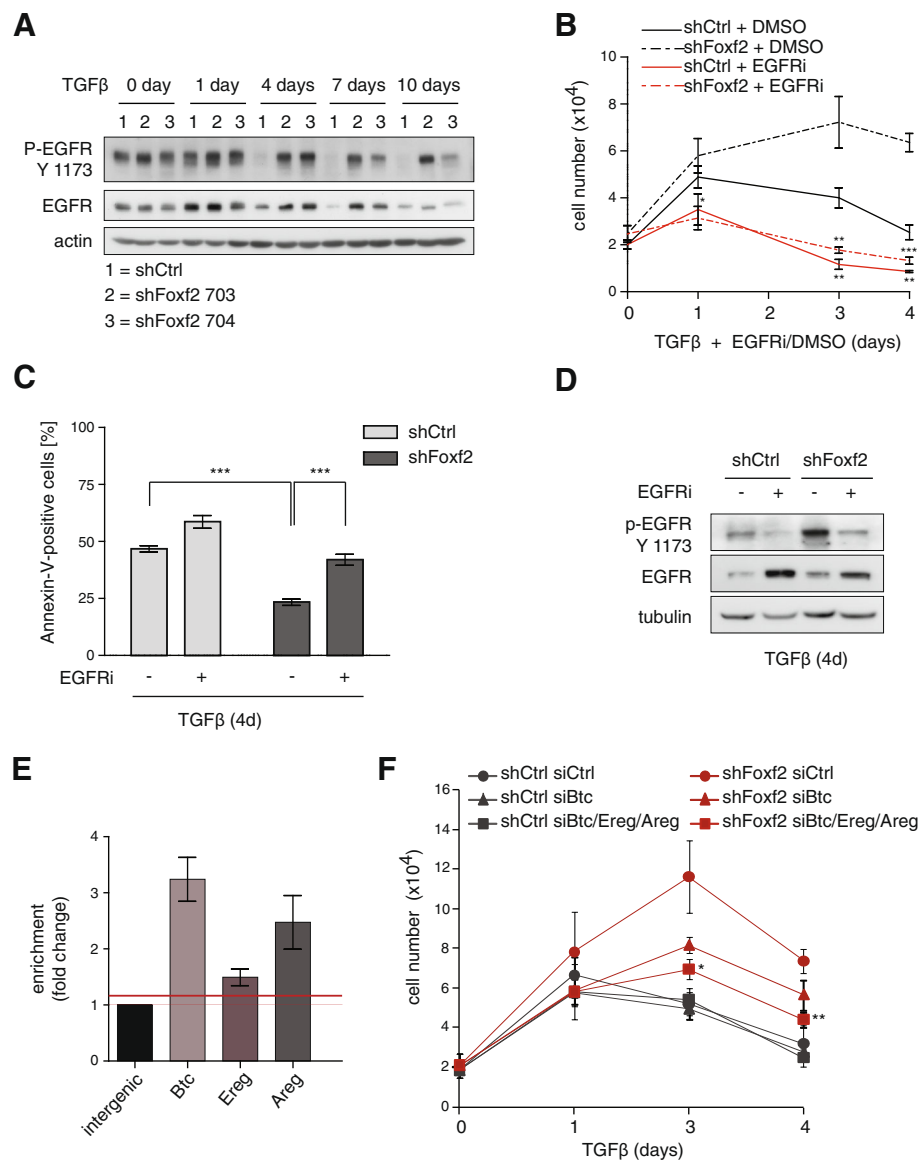 A
TGFβ 0 day 1 day 4 days 7 days 10 days
1 2 3 1 2 3 1 2 3 1 2 3 1 2 3
P-EGFR
Y 1173
EGFR
actin
1 = shCtrl
2 = shFoxf2 703
3 = shFoxf2 704
B
shCtrl + DMSO
shFoxf2 + DMSO
shCtrl + EGFRi
shFoxf2 + EGFRi
cell number (x10⁴)
10
8
6
4
2
0
*
**
**
***
**
0 1 2 3 4
TGFβ + EGFRi/DMSO (days)
C
Annexin-V-positive cells [%]
100
75
50
25
0
shCtrl
shFoxf2
*** ***
EGFRi - + - +
TGFβ (4d)
D
shCtrl shFoxf2
EGFRi - + - +
p-EGFR
Y 1173
EGFR
tubulin
TGFβ (4d)
E
enrichment
(fold change)
4
3
2
1
0
intergenic Btc Ereg Areg
F
shCtrl siCtrl
shCtrl siBtc
shCtrl siBtc/Ereg/Areg
shFoxf2 siCtrl
shFoxf2 siBtc
shFoxf2 siBtc/Ereg/Areg
cell number (x10⁴)
16
14
12
10
8
6
4
2
0
*
**
0 1 3 4
TGFβ (days)